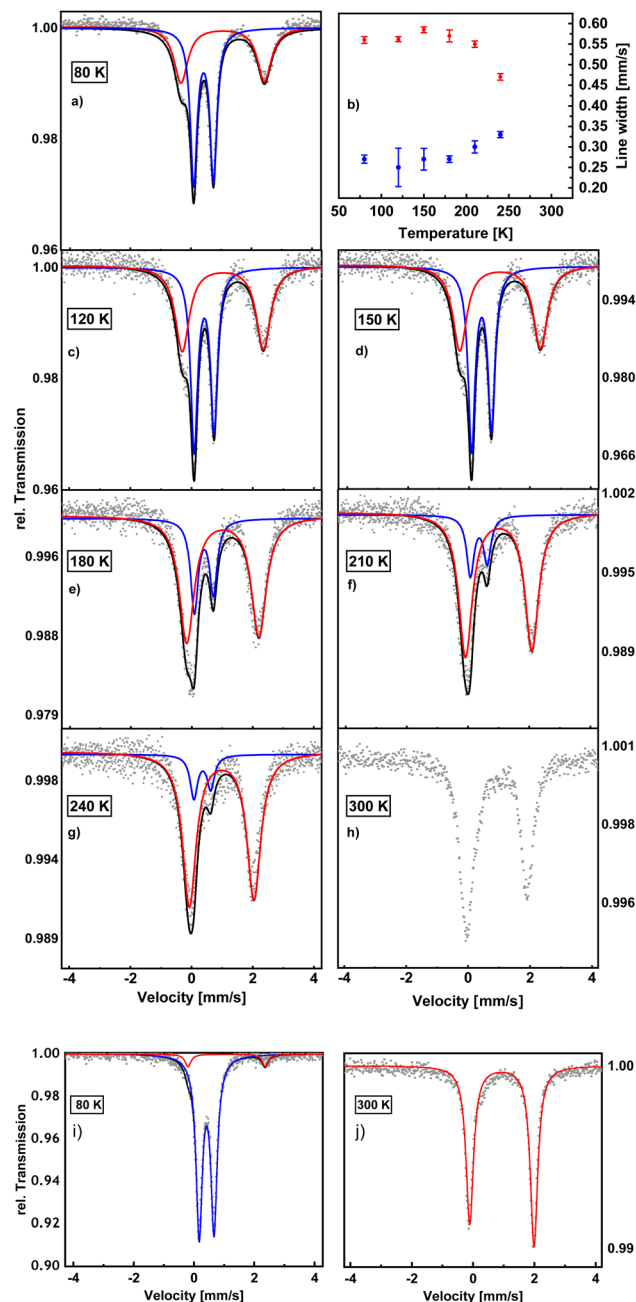 1.00
0.98
0.96
80 K
a)
b)
0.60
0.55
0.50
0.45
0.40
0.35
0.30
0.25
0.20
Line width [mm/s]
50 100 150 200 250 300
Temperature [K]
rel. Transmission
1.00
0.98
0.96
120 K
c)
150 K
d)
0.994
0.980
0.966
0.996
0.988
0.979
180 K
e)
210 K
f)
1.002
0.995
0.989
0.998
0.994
0.989
240 K
g)
300 K
h)
1.001
0.998
0.996
-4 -2 0 2 4
Velocity [mm/s]
-4 -2 0 2 4
Velocity [mm/s]
rel. Transmission
1.00
0.98
0.96
0.94
0.92
0.90
80 K
i)
300 K
j)
1.00
0.99
-4 -2 0 2 4
Velocity [mm/s]
-4 -2 0 2 4
Velocity [mm/s]